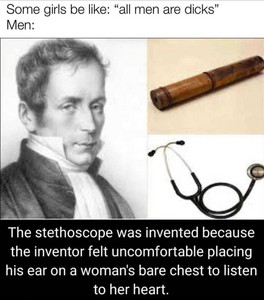 Some girls be like: “all men are dicks”
Men:
The stethoscope was invented because
the inventor felt uncomfortable placing
his ear on a woman's bare chest to listen
to her heart.